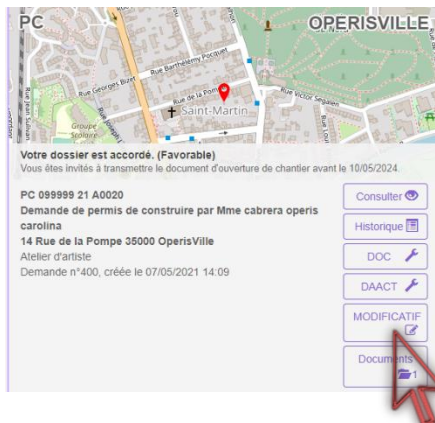 PC
OPERISVILLE
Rue Barthélemy Pocquet
Rue Georges Bizet
Rue de la Pompe
Rue Victor Segalen
Saint-Martin
Groupe
Scolaire
Votre dossier est accordé. (Favorable)
Vous êtes invités à transmettre le document d'ouverture de chantier avant le 10/05/2024.
PC 099999 21 A0020
Demande de permis de construire par Mme cabrera operis
carolina
14 Rue de la Pompe 35000 OperisVille
Atelier d'artiste
Demande n°400, créée le 07/05/2021 14:09
Consulter
Historique
DOC
DAACT
MODIFICATIF
Documents
1